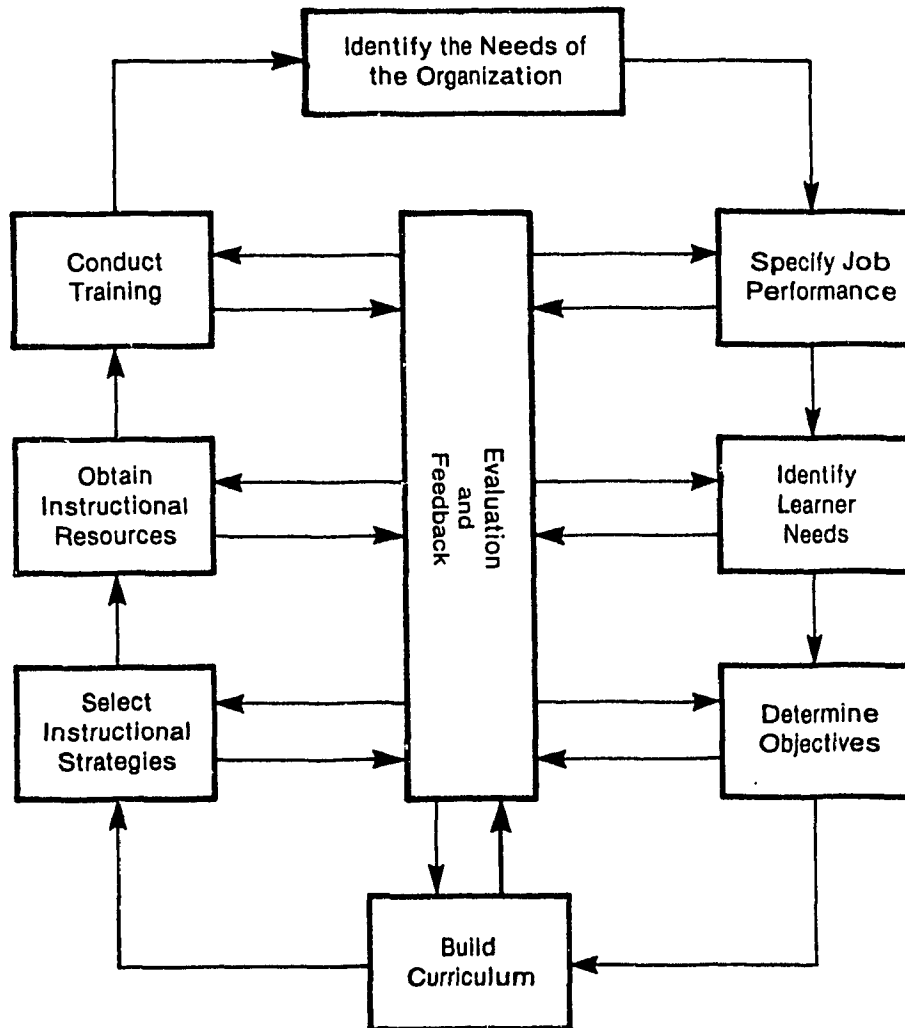 Identify the Needs of
the Organization
Conduct
Training
Specify Job
Performance
Evaluation
and
Feedback
Obtain
Instructional
Resources
Identify
Learner
Needs
Select
Instructional
Strategies
Determine
Objectives
Build
Curriculum